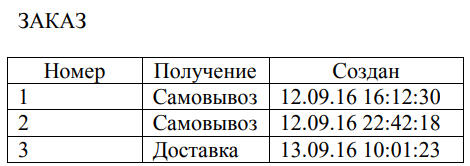 ЗАКАЗ
Номер Получение Создан
1 Самовывоз 12.09.16 16:12:30
2 Самовывоз 12.09.16 22:42:18
3 Доставка 13.09.16 10:01:23